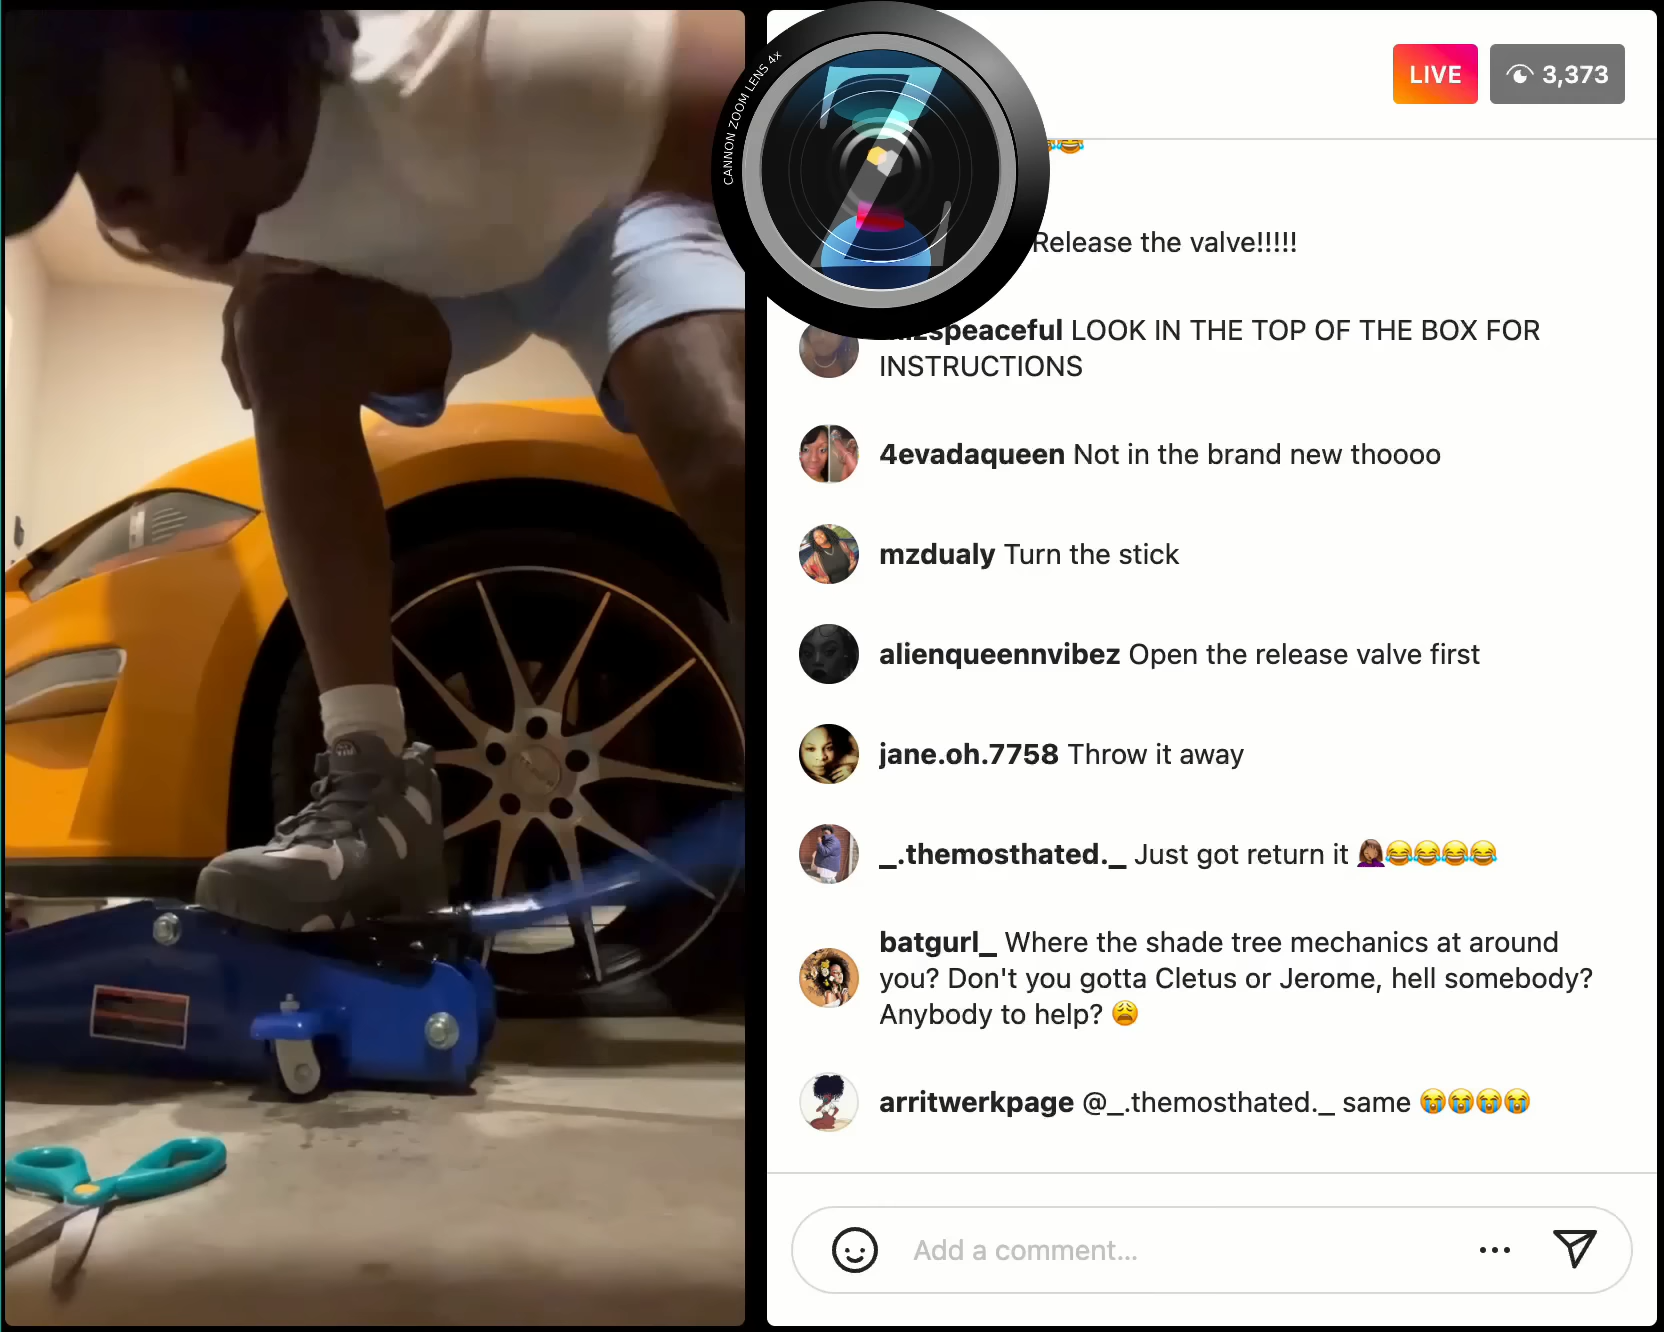 CANNON ZOOM LENS 4x
Z
LIVE
3,373
😂
Release the valve!!!!!
speaceful LOOK IN THE TOP OF THE BOX FOR
INSTRUCTIONS
4evadaqueen Not in the brand new thoooo
mzdualy Turn the stick
alienqueennvibez Open the release valve first
jane.oh.7758 Throw it away
_.themosthated._ Just got return it 🤦🏾‍♀️😂😂😂😂
batgurl_ Where the shade tree mechanics at around
you? Don't you gotta Cletus or Jerome, hell somebody?
Anybody to help? 😩
arritwerkpage @_.themosthated._ same 😭😭😭😭
Add a comment...